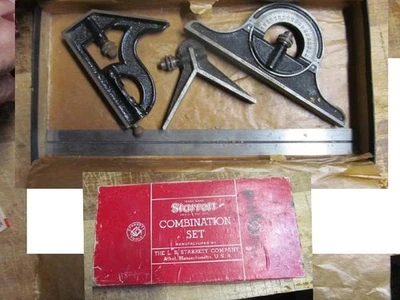 Starrett
COMBINATION
SET
MANUFACTURED BY
THE L. S. STARRETT COMPANY
Athol, Massachusetts, U. S. A.